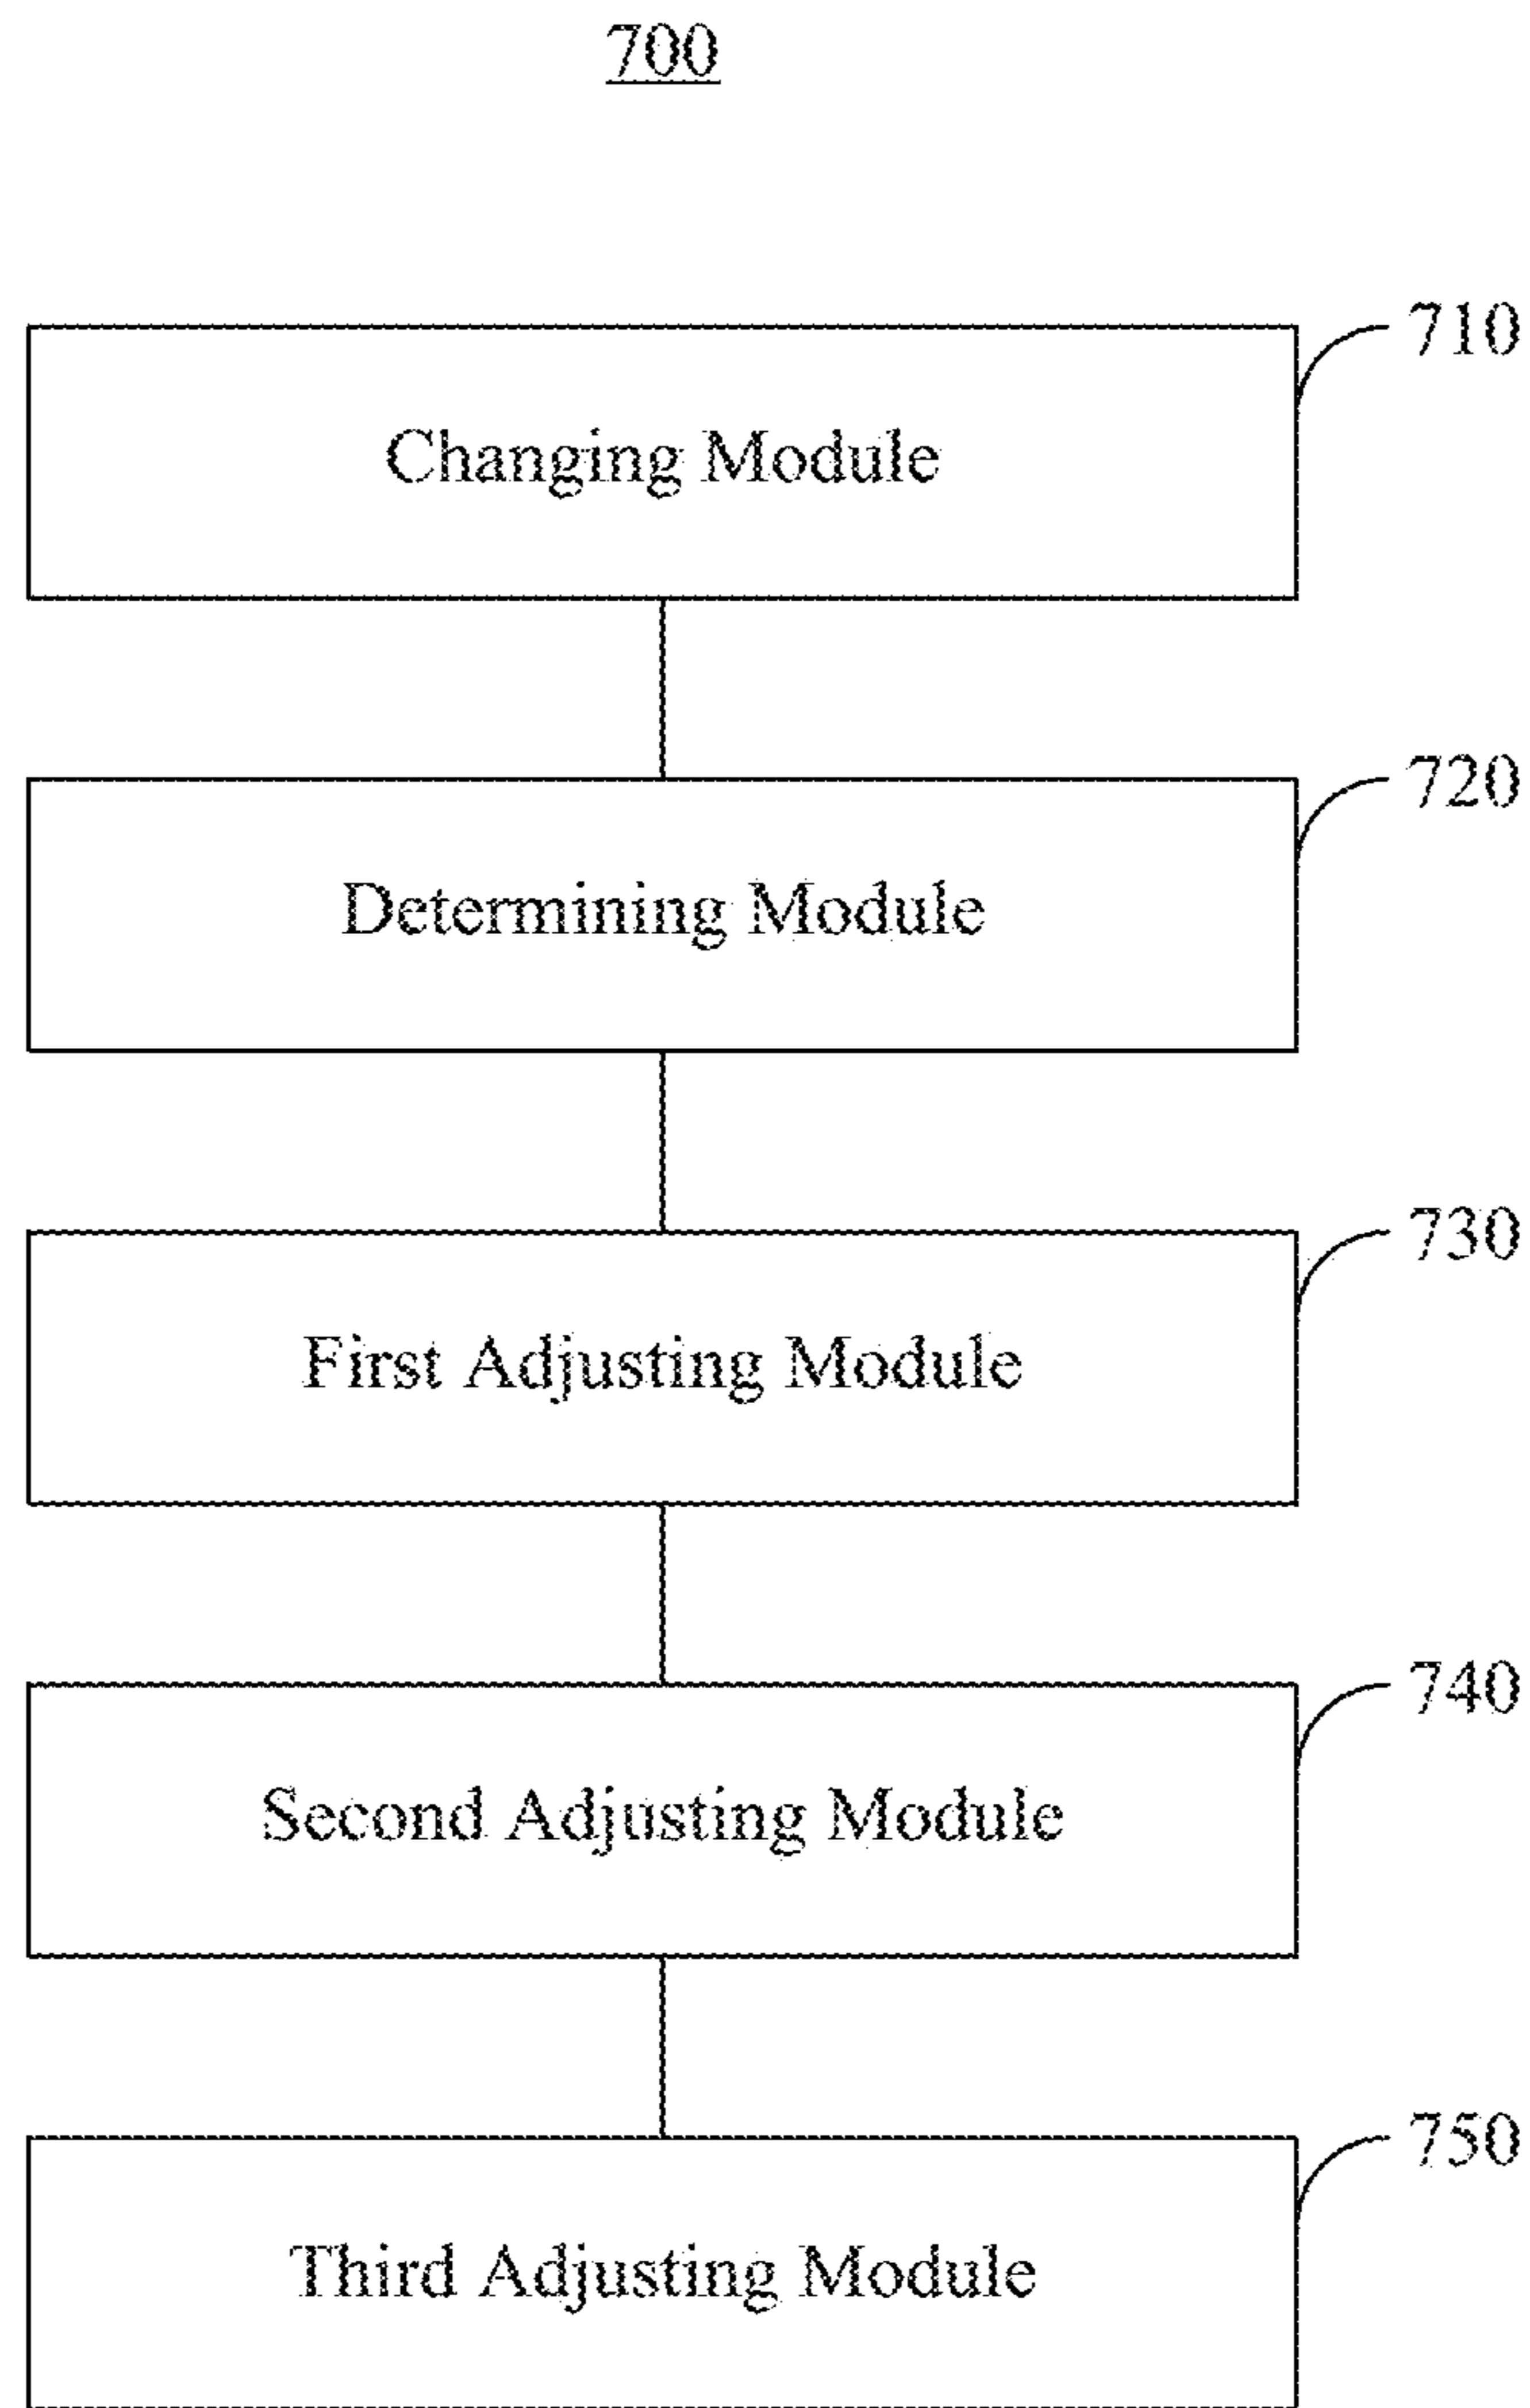 700
710
Changing Module
720
Determining Module
730
First Adjusting Module
740
Second Adjusting Module
750
Third Adjusting Module